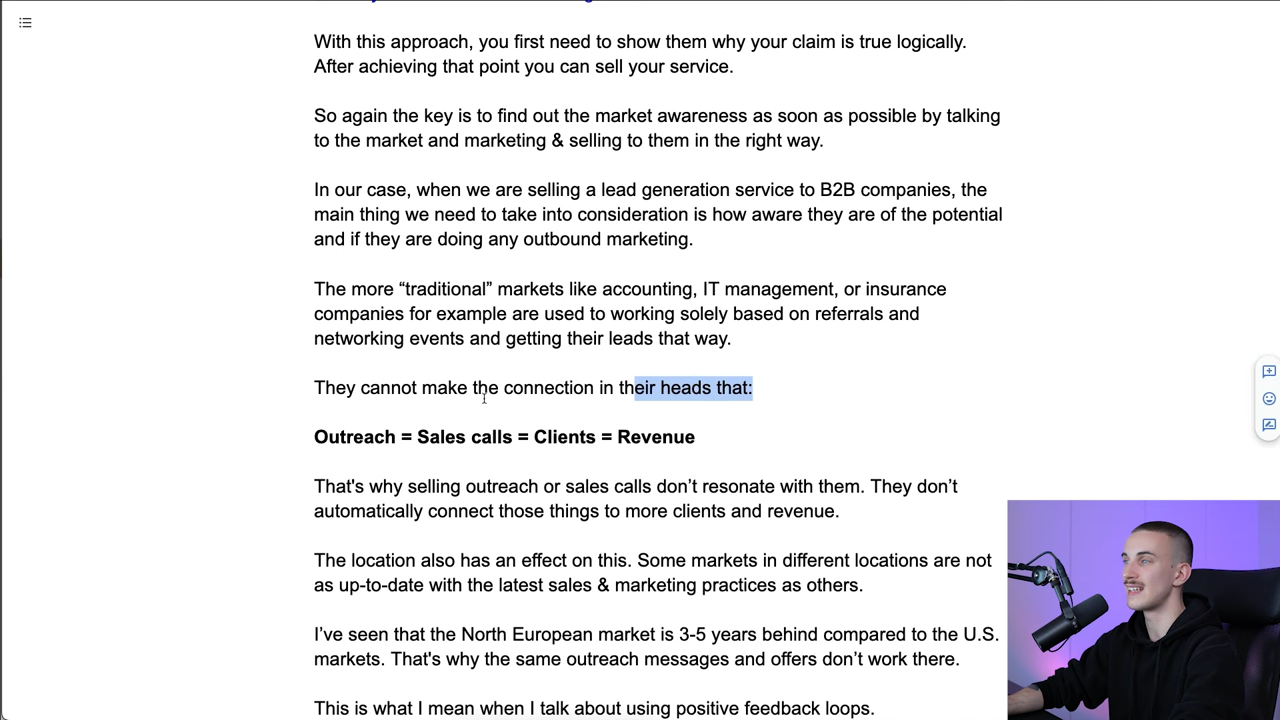 With this approach, you first need to show them why your claim is true logically.
After achieving that point you can sell your service.
So again the key is to find out the market awareness as soon as possible by talking
to the market and marketing & selling to them in the right way.
In our case, when we are selling a lead generation service to B2B companies, the
main thing we need to take into consideration is how aware they are of the potential
and if they are doing any outbound marketing.
The more “traditional” markets like accounting, IT management, or insurance
companies for example are used to working solely based on referrals and
networking events and getting their leads that way.
They cannot make the connection in their heads that:
Outreach = Sales calls = Clients = Revenue
That's why selling outreach or sales calls don’t resonate with them. They don’t
automatically connect those things to more clients and revenue.
The location also has an effect on this. Some markets in different locations are not
as up-to-date with the latest sales & marketing practices as others.
I’ve seen that the North European market is 3-5 years behind compared to the U.S.
markets. That's why the same outreach messages and offers don’t work there.
This is what I mean when I talk about using positive feedback loops.